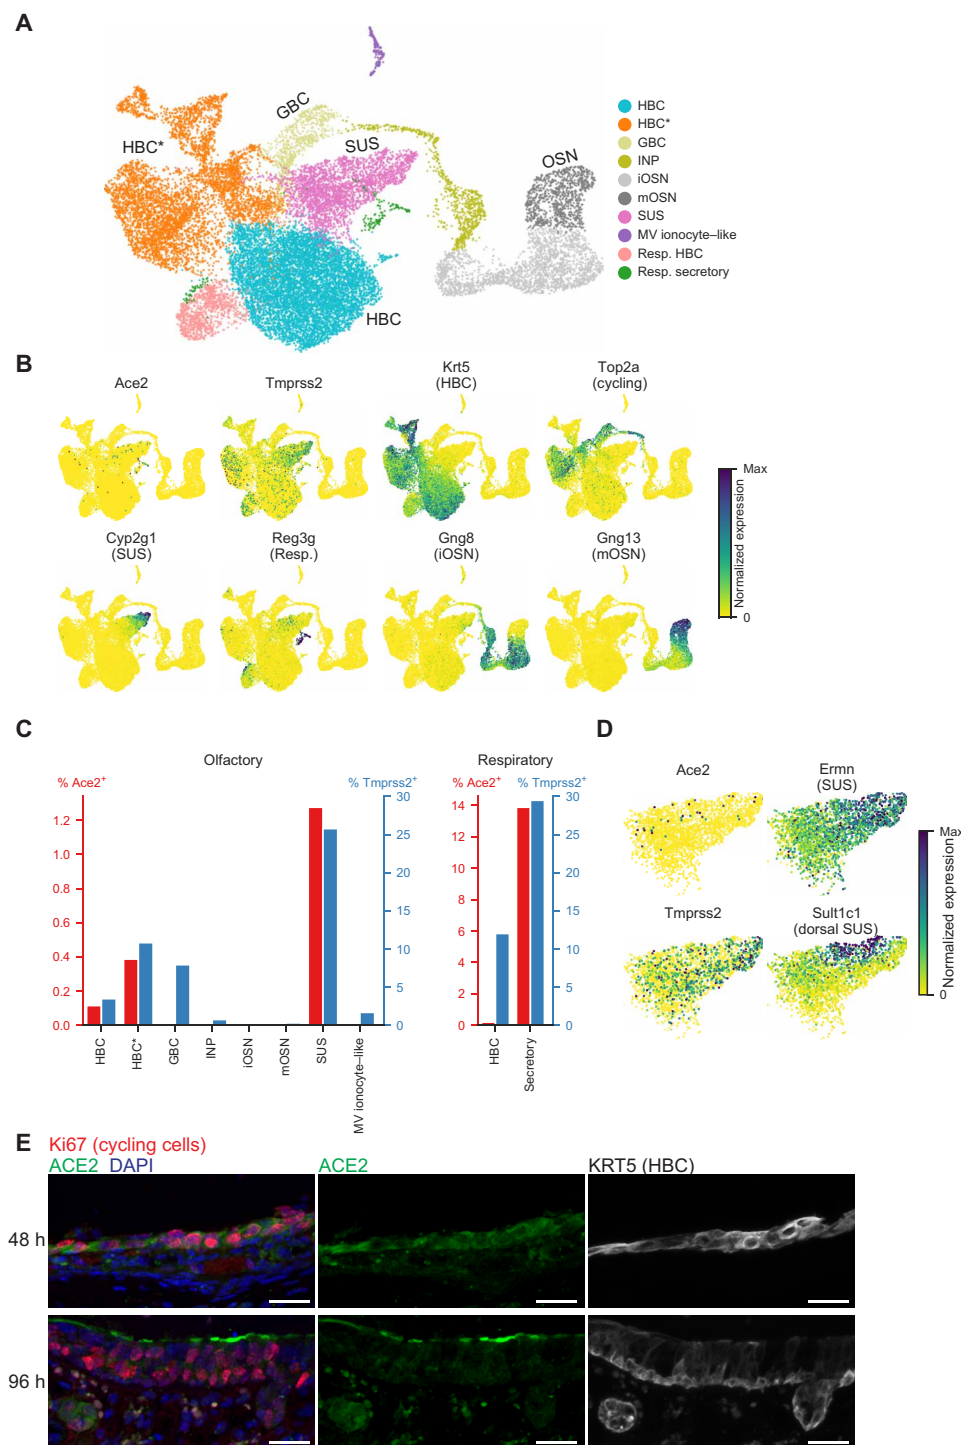 A
HBC*
GBC
SUS
OSN
HBC
HBC
HBC*
GBC
INP
iOSN
mOSN
SUS
MV ionocyte–like
Resp. HBC
Resp. secretory
B
Ace2
Tmprss2
Krt5
(HBC)
Top2a
(cycling)
Cyp2g1
(SUS)
Reg3g
(Resp.)
Gng8
(iOSN)
Gng13
(mOSN)
Max
Normalized expression
0
C
Olfactory
% Ace2+
% Tmprss2+
1.2
1.0
0.8
0.6
0.4
0.2
0.0
30
25
20
15
10
5
0
HBC
HBC*
GBC
INP
iOSN
mOSN
SUS
MV ionocyte–like
Respiratory
% Ace2+
% Tmprss2+
14
12
10
8
6
4
2
0
30
25
20
15
10
5
0
HBC
Secretory
D
Ace2
Ermn
(SUS)
Tmprss2
Sult1c1
(dorsal SUS)
Max
Normalized expression
0
E
Ki67 (cycling cells)
ACE2 DAPI
ACE2
KRT5 (HBC)
48 h
96 h